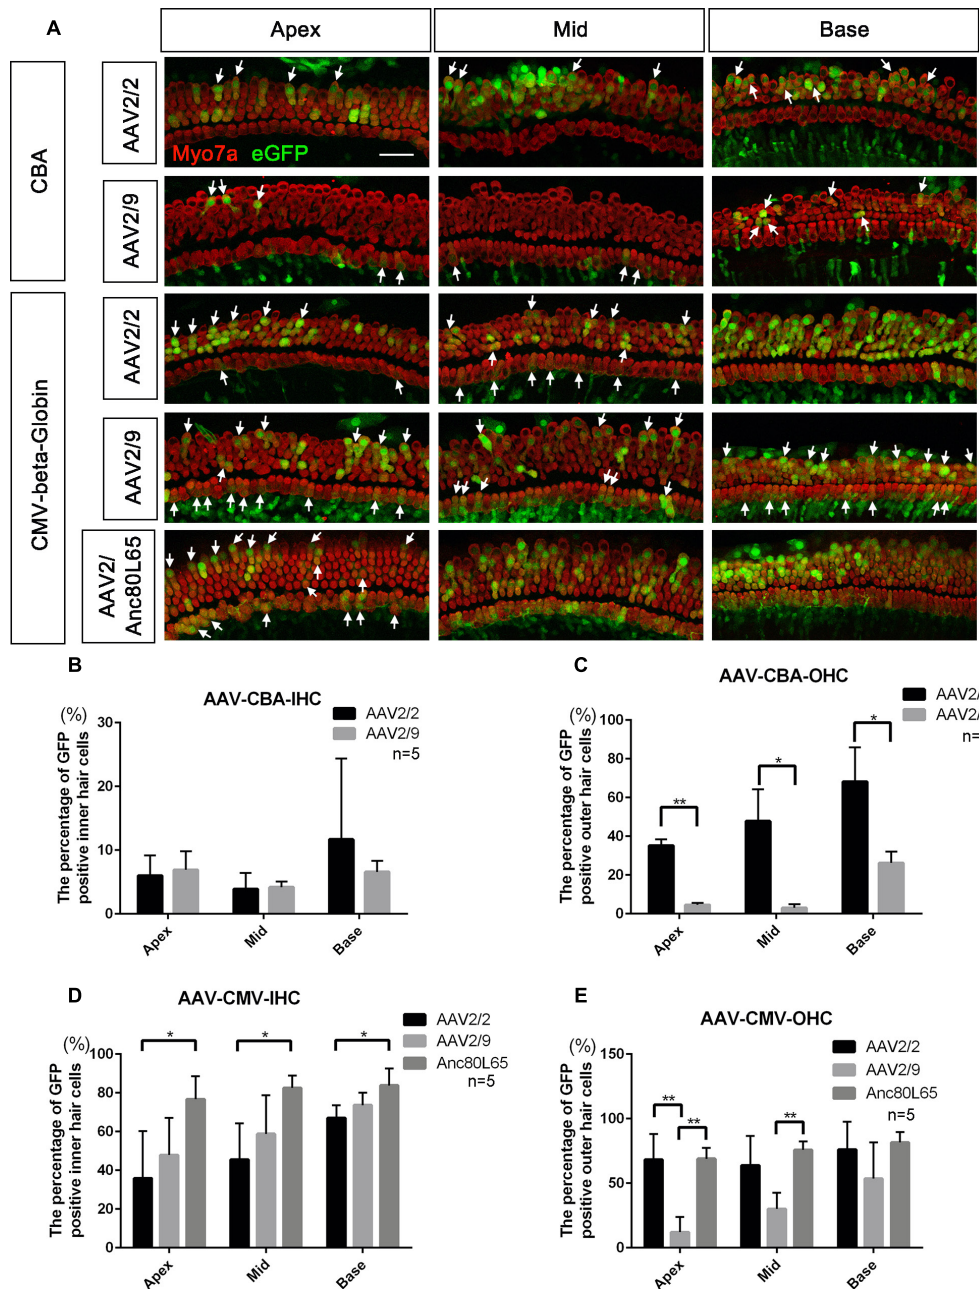 A
Apex Mid Base
CBA
AAV2/2
Myo7a eGFP
AAV2/9
CMV-beta-Globin
AAV2/2
AAV2/9
AAV2/
Anc80L65
B
AAV-CBA-IHC
(%)
The percentage of GFP
positive inner hair cells
30
20
10
0
Apex Mid Base
AAV2/2
AAV2/9
n=5
C
AAV-CBA-OHC
(%)
The percentage of GFP
positive outer hair cells
100
80
60
40
20
0
** * *
Apex Mid Base
AAV2/
AAV2/
n=
D
AAV-CMV-IHC
(%)
The percentage of GFP
positive inner hair cells
100
80
60
40
20
0
* * *
Apex Mid Base
AAV2/2
AAV2/9
Anc80L65
n=5
E
AAV-CMV-OHC
(%)
The percentage of GFP
positive outer hair cells
150
100
50
0
** ** **
Apex Mid Base
AAV2/2
AAV2/9
Anc80L65
n=5